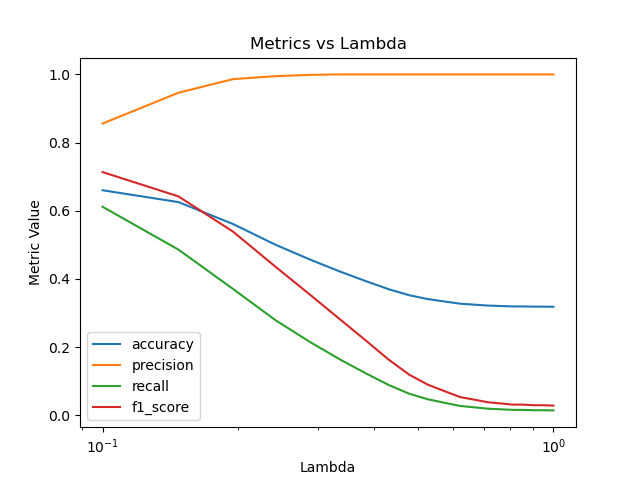 Metrics vs Lambda
Metric Value
1.0
0.8
0.6
0.4
0.2
0.0
accuracy
precision
recall
f1_score
10⁻¹
10⁰
Lambda